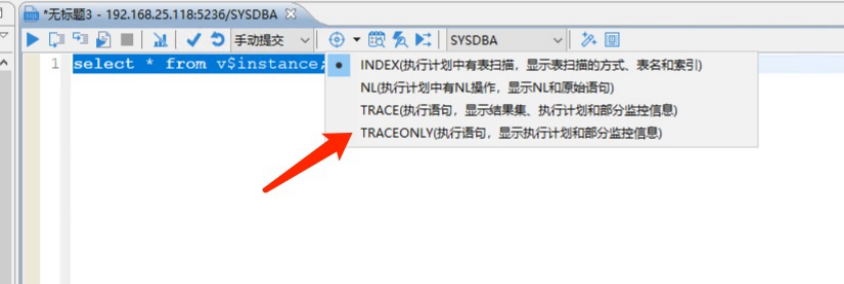 *无标题3 - 192.168.25.118:5236/SYSDBA
手动提交 SYSDBA
1 select * from v$instance;
INDEX(执行计划中有表扫描，显示表扫描的方式、表名和索引)
NL(执行计划中有NL操作，显示NL和原始语句)
TRACE(执行语句，显示结果集、执行计划和部分监控信息)
TRACEONLY(执行语句，显示执行计划和部分监控信息)